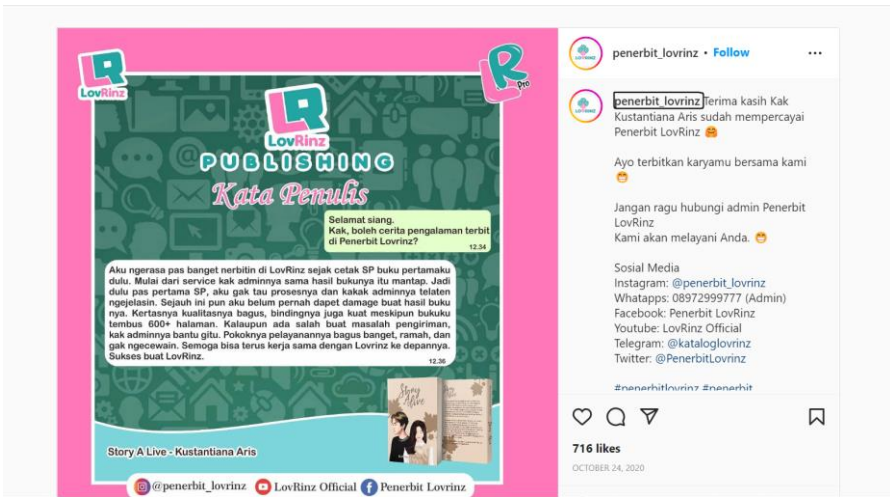 LR
LovRinz
R
Pro
LR
LovRinz
PUBLISHING
Kata Penulis
Selamat siang.
Kak, boleh cerita pengalaman terbit
di Penerbit Lovrinz?
12.34
Aku ngerasa pas banget nerbitin di LovRinz sejak cetak SP buku pertamaku
dulu. Mulai dari service kak adminnya sama hasil bukunya itu mantap. Jadi
dulu pas pertama SP, aku gak tau prosesnya dan kakak adminnya telaten
ngejelasin. Sejauh ini pun aku belum pernah dapet damage buat hasil buku
nya. Kertasnya kualitasnya bagus, bindingnya juga kuat meskipun bukuku
tembus 600+ halaman. Kalaupun ada salah buat masalah pengiriman,
kak adminnya bantu gitu. Pokoknya pelayanannya bagus banget, ramah, dan
gak ngecewain. Semoga bisa terus kerja sama dengan Lovrinz ke depannya.
Sukses buat LovRinz.
12.36
Story
Alive
Story A Live - Kustantiana Aris
@penerbit_lovrinz LovRinz Official Penerbit Lovrinz
penerbit_lovrinz • Follow
penerbit_lovrinz Terima kasih Kak
Kustantiana Aris sudah mempercayai
Penerbit LovRinz 🤗
Ayo terbitkan karyamu bersama kami
😁
Jangan ragu hubungi admin Penerbit
LovRinz
Kami akan melayani Anda. 😁
Sosial Media
Instagram: @penerbit_lovrinz
Whatapps: 08972999777 (Admin)
Facebook: Penerbit LovRinz
Youtube: LovRinz Official
Telegram: @kataloglovrinz
Twitter: @PenerbitLovrinz
#penerbitlovrinz #penerbit
716 likes
OCTOBER 24, 2020